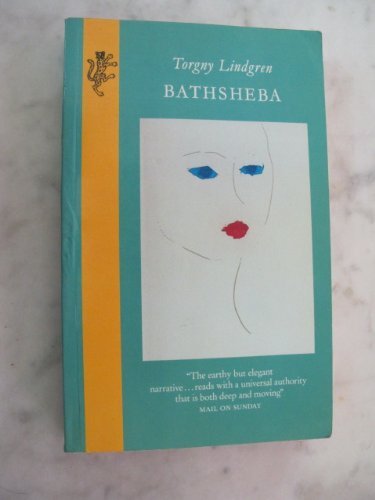 Torgny Lindgren
BATHSHEBA
"The earthy but elegant
narrative...reads with a universal authority
that is both deep and moving"
MAIL ON SUNDAY